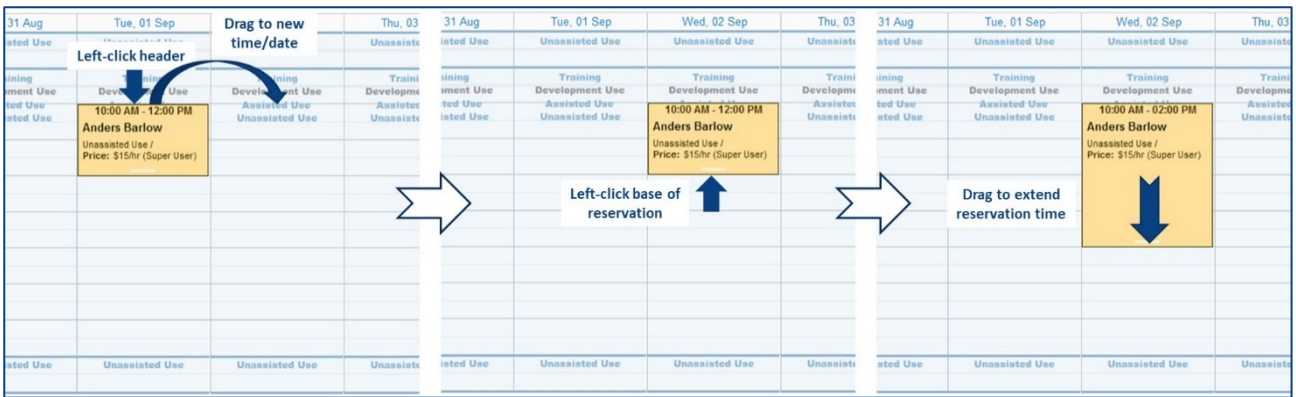 31 Aug
Tue, 01 Sep
Thu, 03
Drag to new
time/date
Left-click header
Use
Unassisted Use
Unassiste
Training
Development Use
Assisted Use
Unassisted Use
10:00 AM - 12:00 PM
Anders Barlow
Unassisted Use /
Price: $15/hr (Super User)
Unassisted Use
Unassisted Use
31 Aug
Tue, 01 Sep
Wed, 02 Sep
Thu, 03
Unassisted Use
Unassisted Use
Training
Training
Development Use
Development Use
Assisted Use
Unassisted Use
10:00 AM - 12:00 PM
Anders Barlow
Unassisted Use /
Price: $15/hr (Super User)
Left-click base of
reservation
Unassisted Use
Unassisted Use
31 Aug
Tue, 01 Sep
Wed, 02 Sep
Thu, 03
Unassisted Use
Unassisted Use
Training
Training
Development Use
Development Use
Assisted Use
Unassisted Use
10:00 AM - 02:00 PM
Anders Barlow
Unassisted Use /
Price: $15/hr (Super User)
Drag to extend
reservation time
Unassisted Use
Unassisted Use